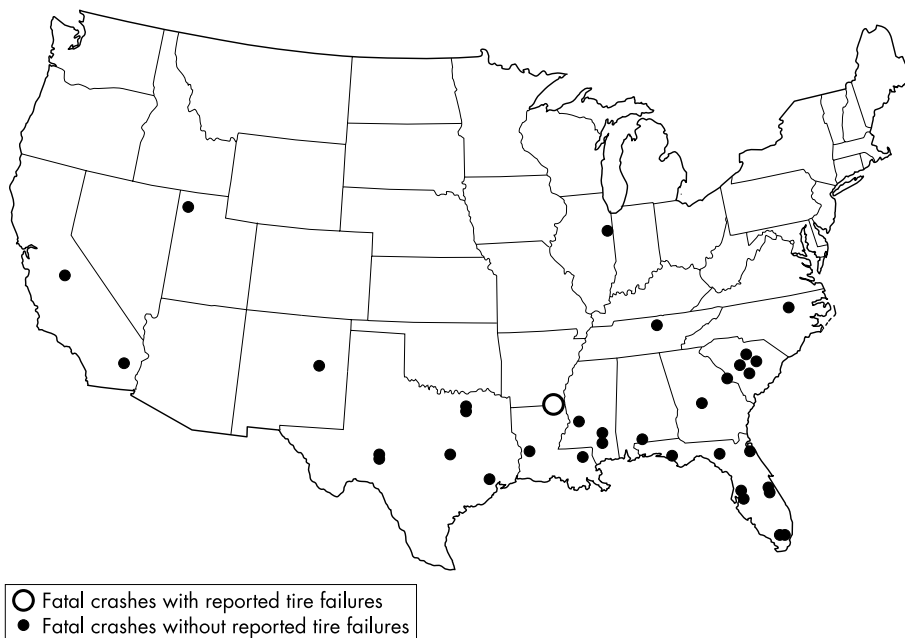 Fatal crashes with reported tire failures
Fatal crashes without reported tire failures